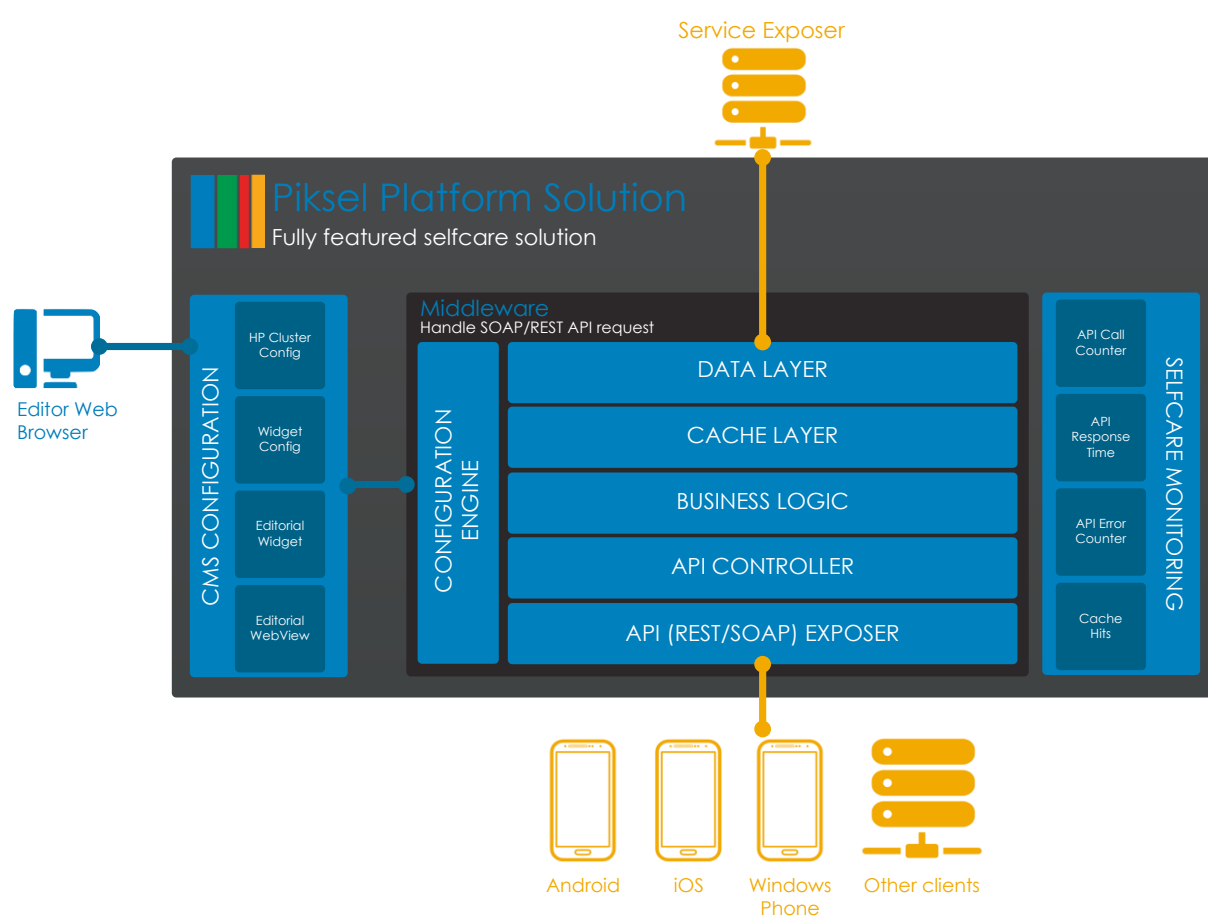 Service Exposer
Piksel Platform Solution
Fully featured selfcare solution
Editor Web
Browser
CMS CONFIGURATION
HP Cluster
Config
Widget
Config
Editorial
Widget
Editorial
WebView
Middleware
Handle SOAP/REST API request
CONFIGURATION
ENGINE
DATA LAYER
CACHE LAYER
BUSINESS LOGIC
API CONTROLLER
API (REST/SOAP) EXPOSER
API Call
Counter
API
Response
Time
API Error
Counter
Cache
Hits
SELFCARE MONITORING
Android
iOS
Windows
Phone
Other clients